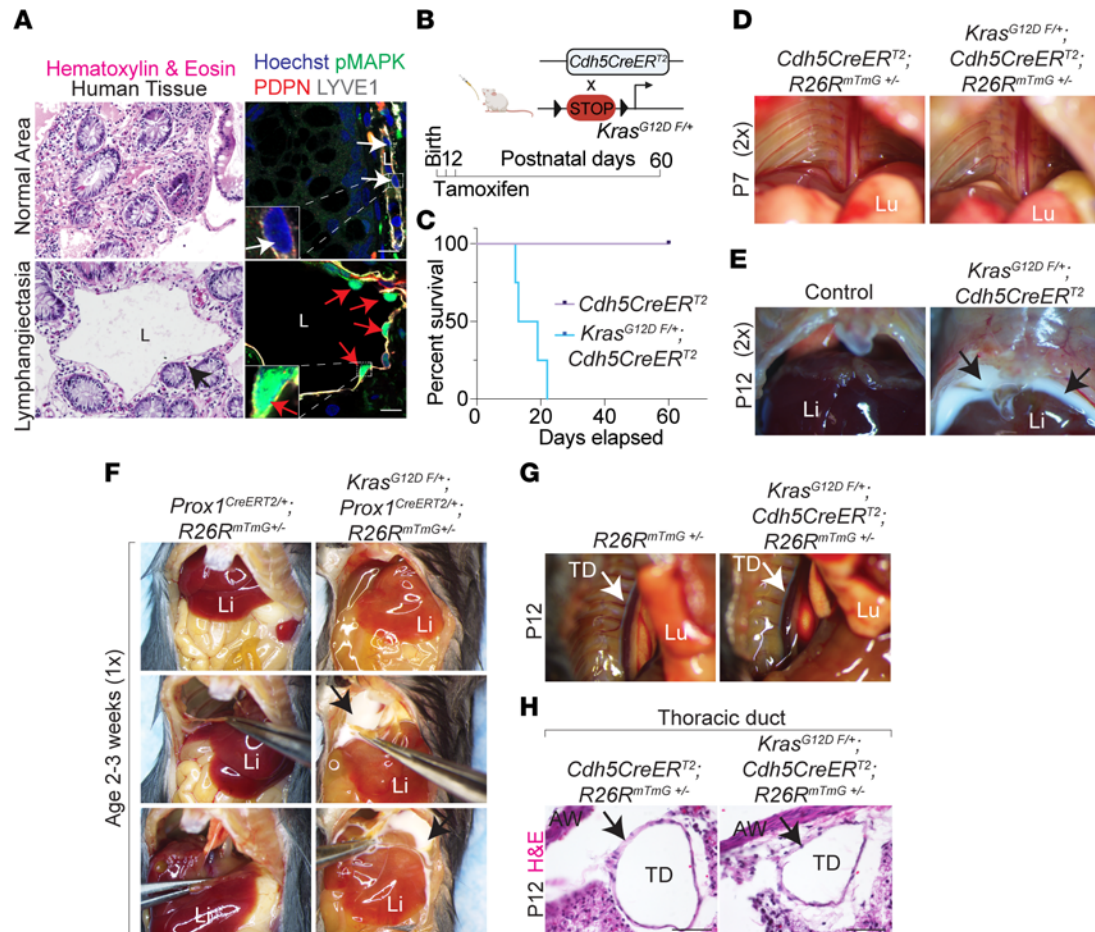 A
Hematoxylin & Eosin
Human Tissue
Hoechst pMAPK
PDPN LYVE1
Normal Area
Lymphangiectasia
L
L
L
B
Cdh5CreER^T2
x
STOP
Kras^G12D F/+
Birth
1 2
Postnatal days
60
Tamoxifen
C
Percent survival
100
50
0
0 20 40 60
Days elapsed
Cdh5CreER^T2
Kras^G12D F/+;
Cdh5CreER^T2
D
Cdh5CreER^T2;
R26R^mTmG +/-
Kras^G12D F/+;
Cdh5CreER^T2;
R26R^mTmG +/-
P7 (2x)
Lu
E
Control
Kras^G12D F/+;
Cdh5CreER^T2
P12 (2x)
Li
Li
F
Prox1^CreERT2/+;
R26R^mTmG+/-
Kras^G12D F/+;
Prox1^CreERT2/+;
R26R^mTmG+/-
Age 2-3 weeks (1x)
Li
Li
Li
Li
Li
Li
G
R26R^mTmG +/-
Kras^G12D F/+;
Cdh5CreER^T2;
R26R^mTmG +/-
P12
TD
Lu
TD
Lu
H
Thoracic duct
Cdh5CreER^T2;
R26R^mTmG +/-
Kras^G12D F/+;
Cdh5CreER^T2;
R26R^mTmG +/-
P12 H&E
AW
TD
AW
TD